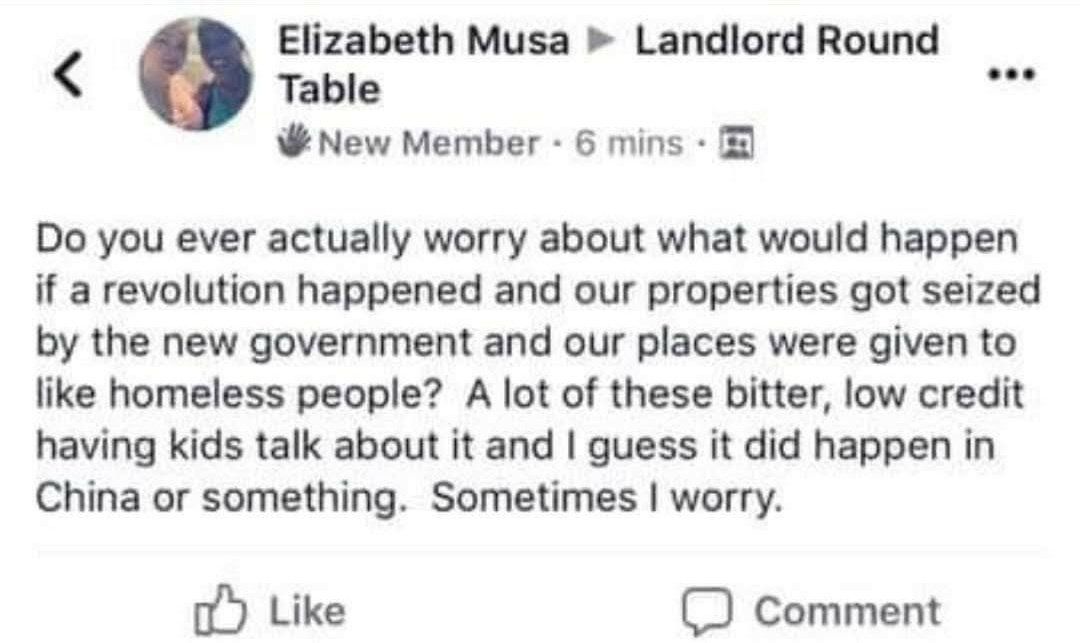 Elizabeth Musa ▸ Landlord Round
Table
New Member · 6 mins ·
Do you ever actually worry about what would happen
if a revolution happened and our properties got seized
by the new government and our places were given to
like homeless people?  A lot of these bitter, low credit
having kids talk about it and I guess it did happen in
China or something.  Sometimes I worry.
Like
Comment